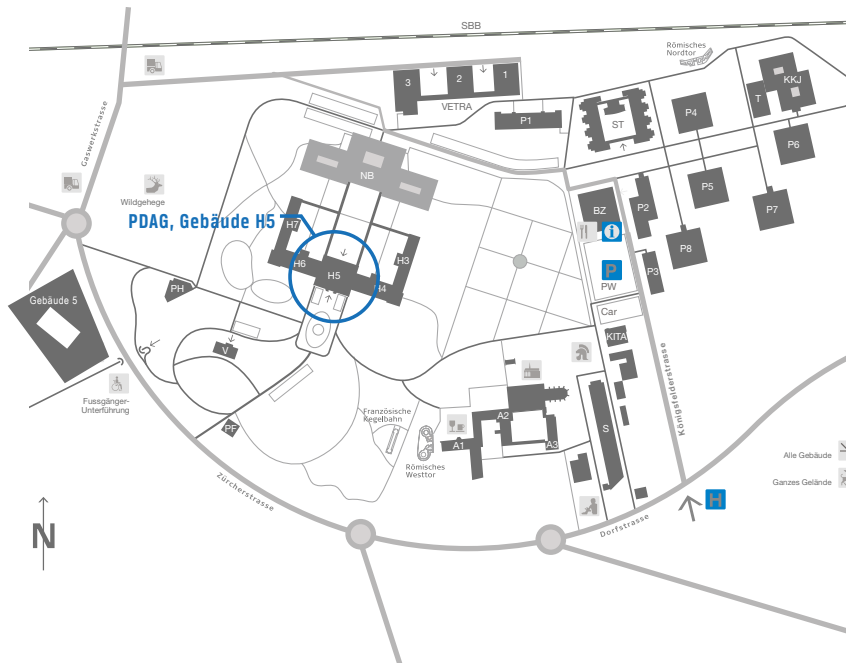 SBB
Römisches
Nordtor
Gaswerkstrasse
3
2
1
VETRA
P1
ST
P4
T
KKJ
P6
NB
Wildgehege
PDAG, Gebäude H5
H7
H6
H5
H4
H3
BZ
P2
P5
P7
P8
P3
i
P
PW
Car
KITA
Königsfelderstrasse
Gebäude 5
PH
V
Fussgänger-
Unterführung
PF
Französische
Kegelbahn
Römisches
Westtor
A1
A2
A3
S
Zürcherstrasse
Dorfstrasse
H
Alle Gebäude
Ganzes Gelände
N